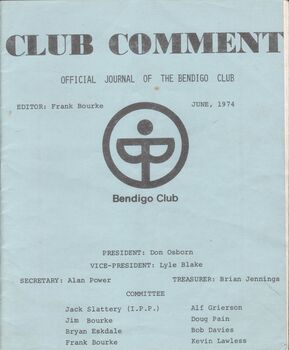 CLUB COMMENT
OFFICIAL JOURNAL OF THE BENDIGO CLUB
EDITOR: Frank Bourke JUNE, 1974
Bendigo Club
PRESIDENT: Don Osborn
VICE-PRESIDENT: Lyle Blake
SECRETARY: Alan Power TREASURER: Brian Jennings
COMMITTEE
Jack Slattery (I.P.P.) Alf Grierson
Jim Bourke Doug Pain
Bryan Eskdale Bob Davies
Frank Bourke Kevin Lawless